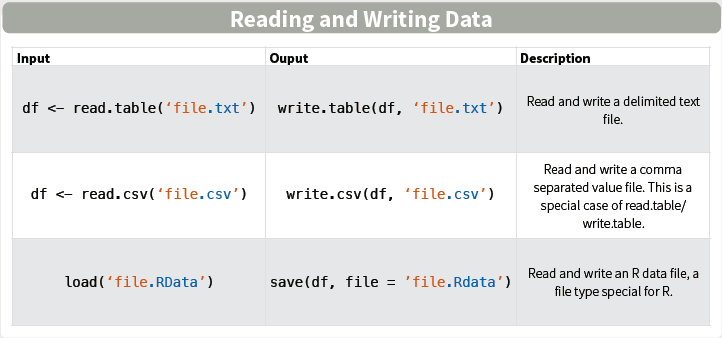 Reading and Writing Data
Input Ouput Description
df <- read.table(‘file.txt’) write.table(df, ‘file.txt’) Read and write a delimited text
file.
df <- read.csv(‘file.csv’) write.csv(df, ‘file.csv’) Read and write a comma
separated value file. This is a
special case of read.table/
write.table.
load(‘file.RData’) save(df, file = ’file.Rdata’) Read and write an R data file, a
file type special for R.